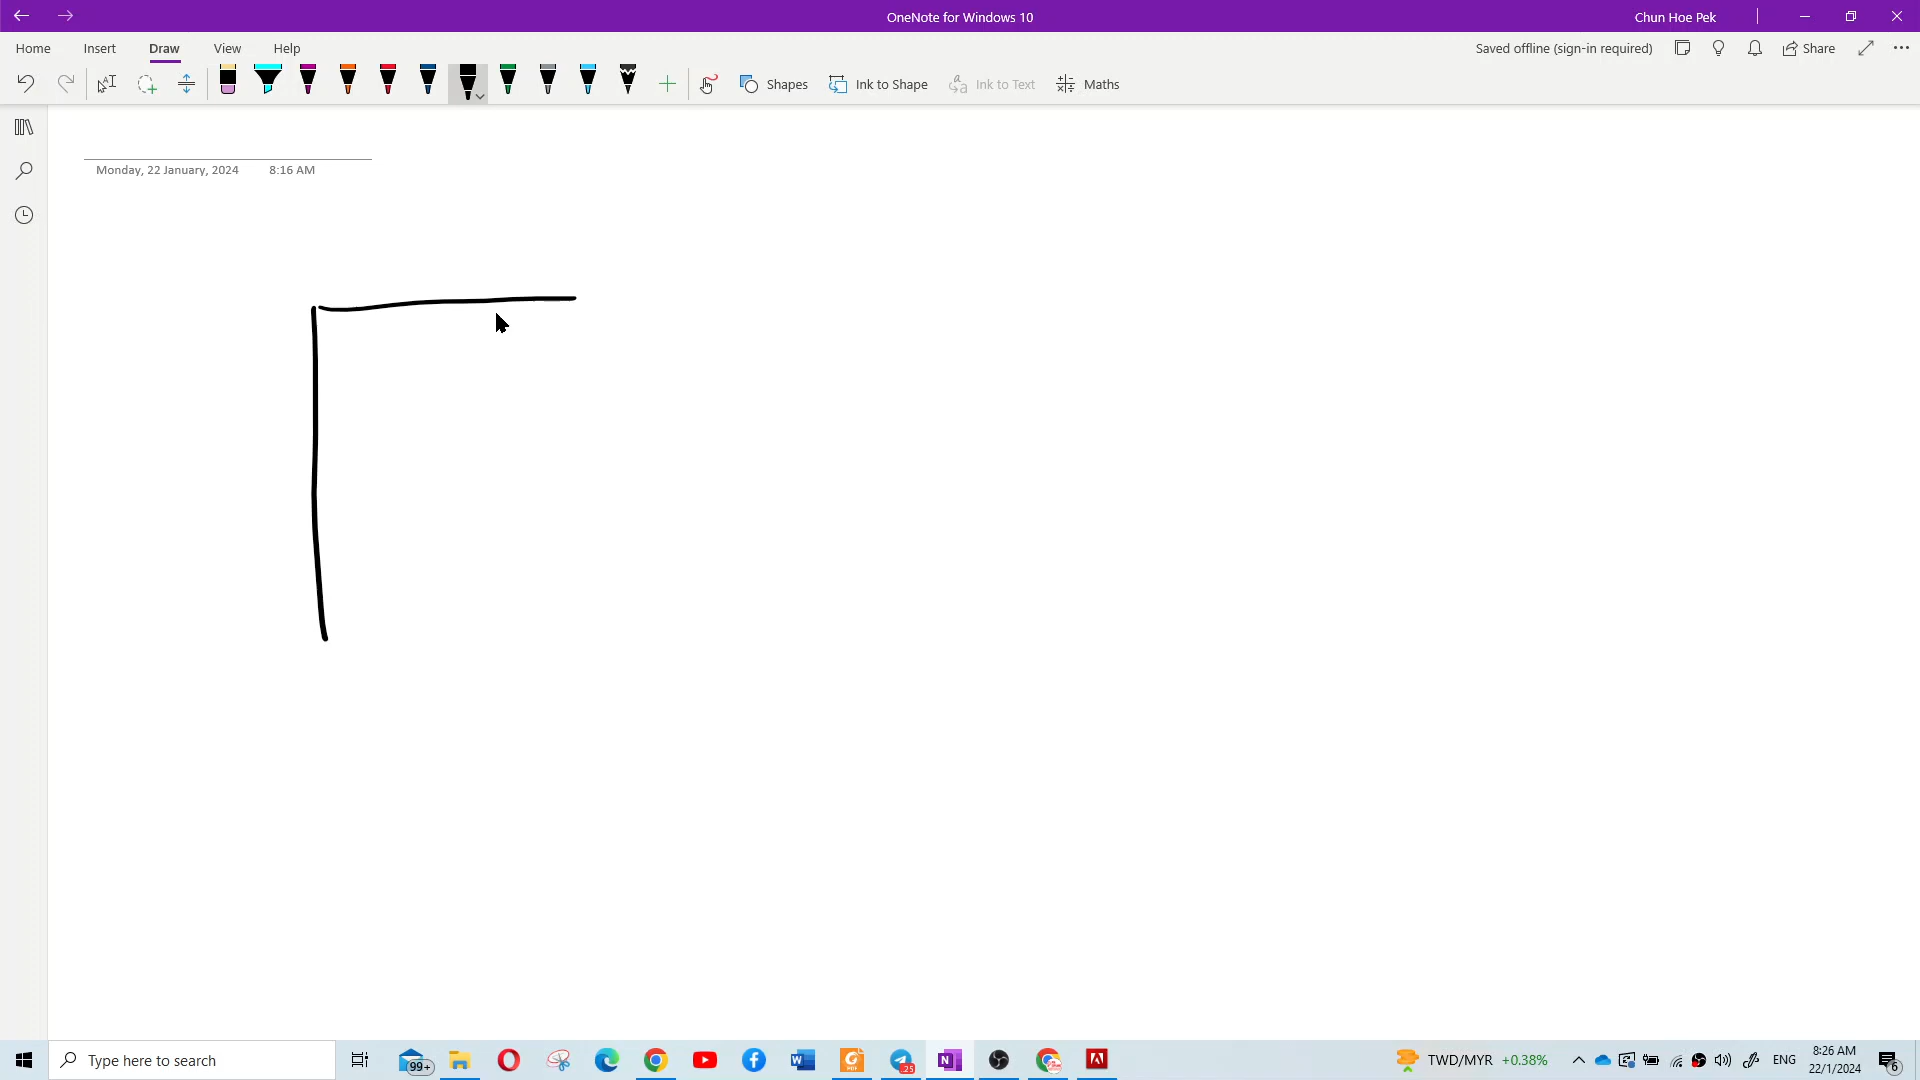 OneNote for Windows 10
Chun Hoe Pek
Home Insert Draw View Help
Saved offline (sign-in required) Share
Shapes Ink to Shape Ink to Text Maths
Monday, 22 January, 2024 8:16 AM
Type here to search
99+
.25
TWD/MYR +0.38%
ENG
8:26 AM
22/1/2024
6